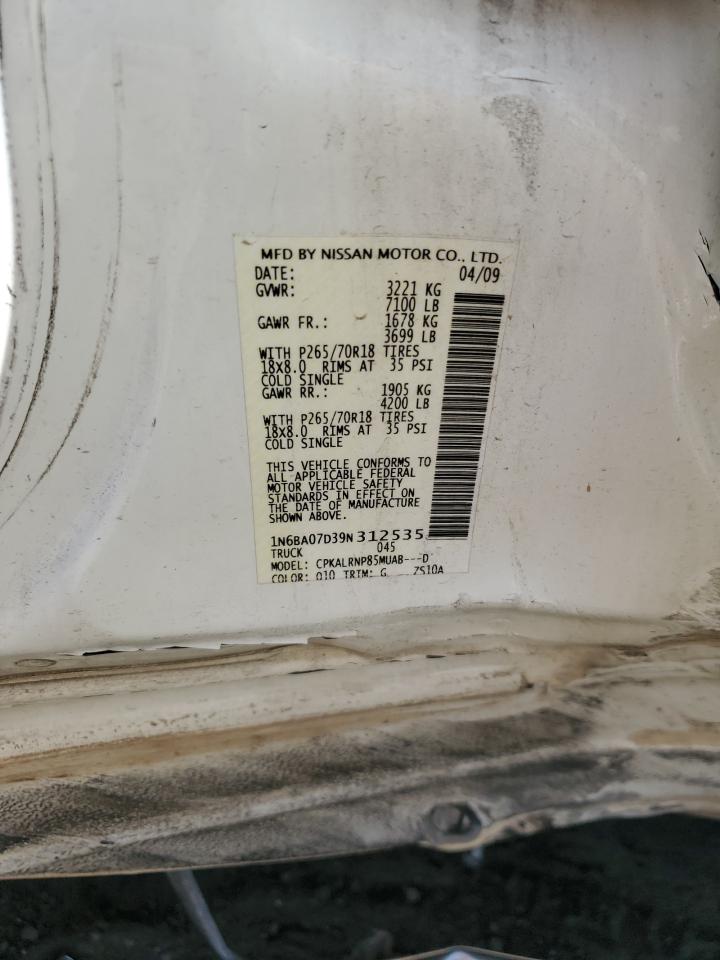 MFD BY NISSAN MOTOR CO., LTD.
DATE: 04/09
GVWR: 3221 KG
7100 LB
GAWR FR.: 1678 KG
3699 LB
WITH P265/70R18 TIRES
18X8.0 RIMS AT 35 PSI
COLD SINGLE
GAWR RR.: 1905 KG
4200 LB
WITH P265/70R18 TIRES
18X8.0 RIMS AT 35 PSI
COLD SINGLE
THIS VEHICLE CONFORMS TO
ALL APPLICABLE FEDERAL
MOTOR VEHICLE SAFETY
STANDARDS IN EFFECT ON
THE DATE OF MANUFACTURE
SHOWN ABOVE.
1N6BA07D39N312535
TRUCK 045
MODEL: CPKALRNP85MUAB---D
COLOR: Q10 TRIM: G ZS10A